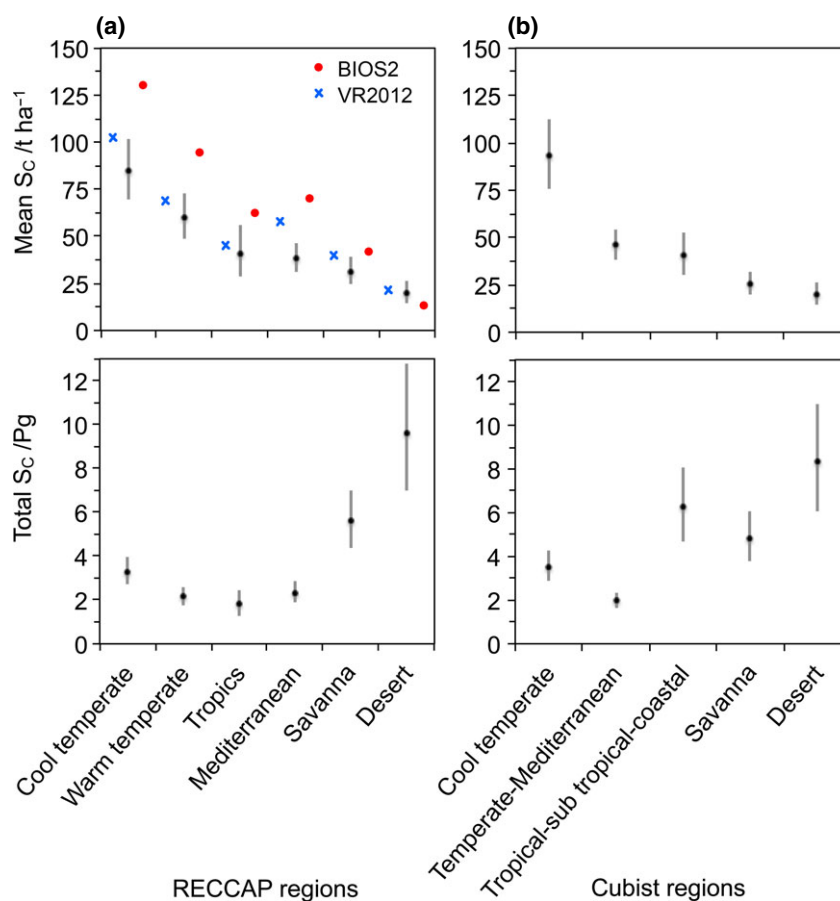 (a)
(b)
Mean SC /t ha−1
150
125
100
75
50
25
0
BIOS2
VR2012
150
125
100
75
50
25
0
Total SC /Pg
12
10
8
6
4
2
0
12
10
8
6
4
2
0
Cool temperate
Warm temperate
Tropics
Mediterranean
Savanna
Desert
Cool temperate
Temperate-Mediterranean
Tropical-sub tropical-coastal
Savanna
Desert
RECCAP regions
Cubist regions